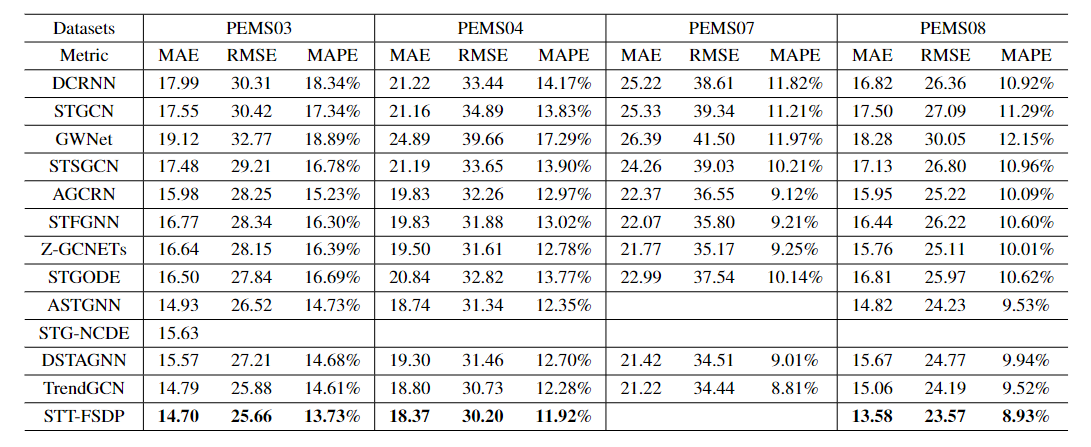 Datasets PEMS03 PEMS04 PEMS07 PEMS08
Metric MAE RMSE MAPE MAE RMSE MAPE MAE RMSE MAPE MAE RMSE MAPE
DCRNN 17.99 30.31 18.34% 21.22 33.44 14.17% 25.22 38.61 11.82% 16.82 26.36 10.92%
STGCN 17.55 30.42 17.34% 21.16 34.89 13.83% 25.33 39.34 11.21% 17.50 27.09 11.29%
GWNet 19.12 32.77 18.89% 24.89 39.66 17.29% 26.39 41.50 11.97% 18.28 30.05 12.15%
STSGCN 17.48 29.21 16.78% 21.19 33.65 13.90% 24.26 39.03 10.21% 17.13 26.80 10.96%
AGCRN 15.98 28.25 15.23% 19.83 32.26 12.97% 22.37 36.55 9.12% 15.95 25.22 10.09%
STFGNN 16.77 28.34 16.30% 19.83 31.88 13.02% 22.07 35.80 9.21% 16.44 26.22 10.60%
Z-GCNETs 16.64 28.15 16.39% 19.50 31.61 12.78% 21.77 35.17 9.25% 15.76 25.11 10.01%
STGODE 16.50 27.84 16.69% 20.84 32.82 13.77% 22.99 37.54 10.14% 16.81 25.97 10.62%
ASTGNN 14.93 26.52 14.73% 18.74 31.34 12.35% 14.82 24.23 9.53%
STG-NCDE 15.63
DSTAGNN 15.57 27.21 14.68% 19.30 31.46 12.70% 21.42 34.51 9.01% 15.67 24.77 9.94%
TrendGCN 14.79 25.88 14.61% 18.80 30.73 12.28% 21.22 34.44 8.81% 15.06 24.19 9.52%
STT-FSDP 14.70 25.66 13.73% 18.37 30.20 11.92% 13.58 23.57 8.93%